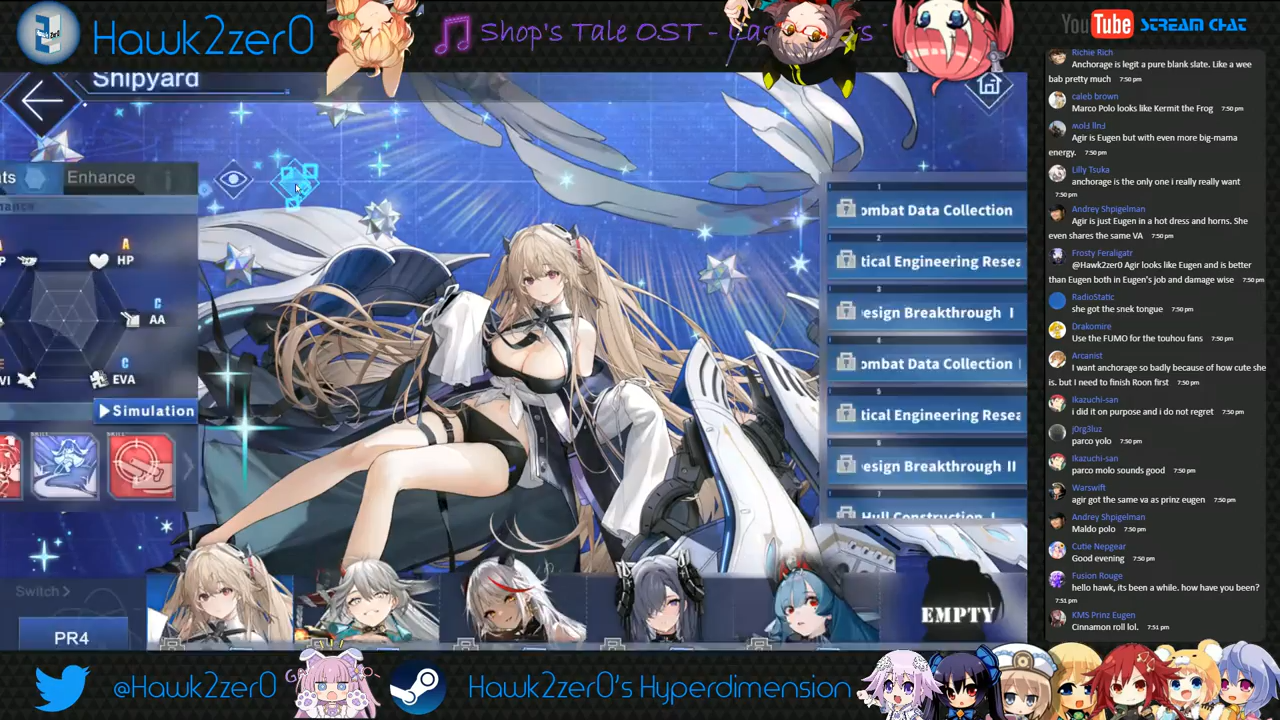 Hawk2zer0
Shop's Tale OST -
You Tube STREAM CHAT
Shipyard
Enhance
A
HP
C
AA
C
EVA
Simulation
1
ombat Data Collection
2
tical Engineering Resea
3
esign Breakthrough I
4
ombat Data Collection
5
tical Engineering Resea
6
esign Breakthrough II
7
Hull Construction I
Switch >
PR4
EMPTY
Richie Rich
Anchorage is legit a pure blank slate. Like a wee
bab pretty much 7:50 pm
caleb brown
Marco Polo looks like Kermit the Frog 7:50 pm
Agir is Eugen but with even more big-mama
energy. 7:50 pm
Lilly Tsuka
anchorage is the only one i really really want
7:50 pm
Andrey Shpigelman
Agir is just Eugen in a hot dress and horns. She
even shares the same VA 7:50 pm
Frosty Feraligatr
@Hawk2zer0 Agir looks like Eugen and is better
than Eugen both in Eugen's job and damage wise 7:50 pm
RadioStatic
she got the snek tongue 7:50 pm
Drakomire
Use the FUMO for the touhou fans 7:50 pm
Arcanist
I want anchorage so badly because of how cute she
is. but I need to finish Roon first 7:50 pm
Ikazuchi-san
i did it on purpose and i do not regret 7:50 pm
j0rg3luz
parco yolo 7:50 pm
Ikazuchi-san
parco molo sounds good 7:50 pm
Warswift
agir got the same va as prinz eugen 7:50 pm
Andrey Shpigelman
Maldo polo 7:50 pm
Cutie Nepgear
Good evening 7:50 pm
Fusion Rouge
hello hawk, its been a while. how have you been?
7:51 pm
KMS Prinz Eugen
Cinnamon roll lol. 7:51 pm
@Hawk2zer0
Hawk2zer0's Hyperdimension